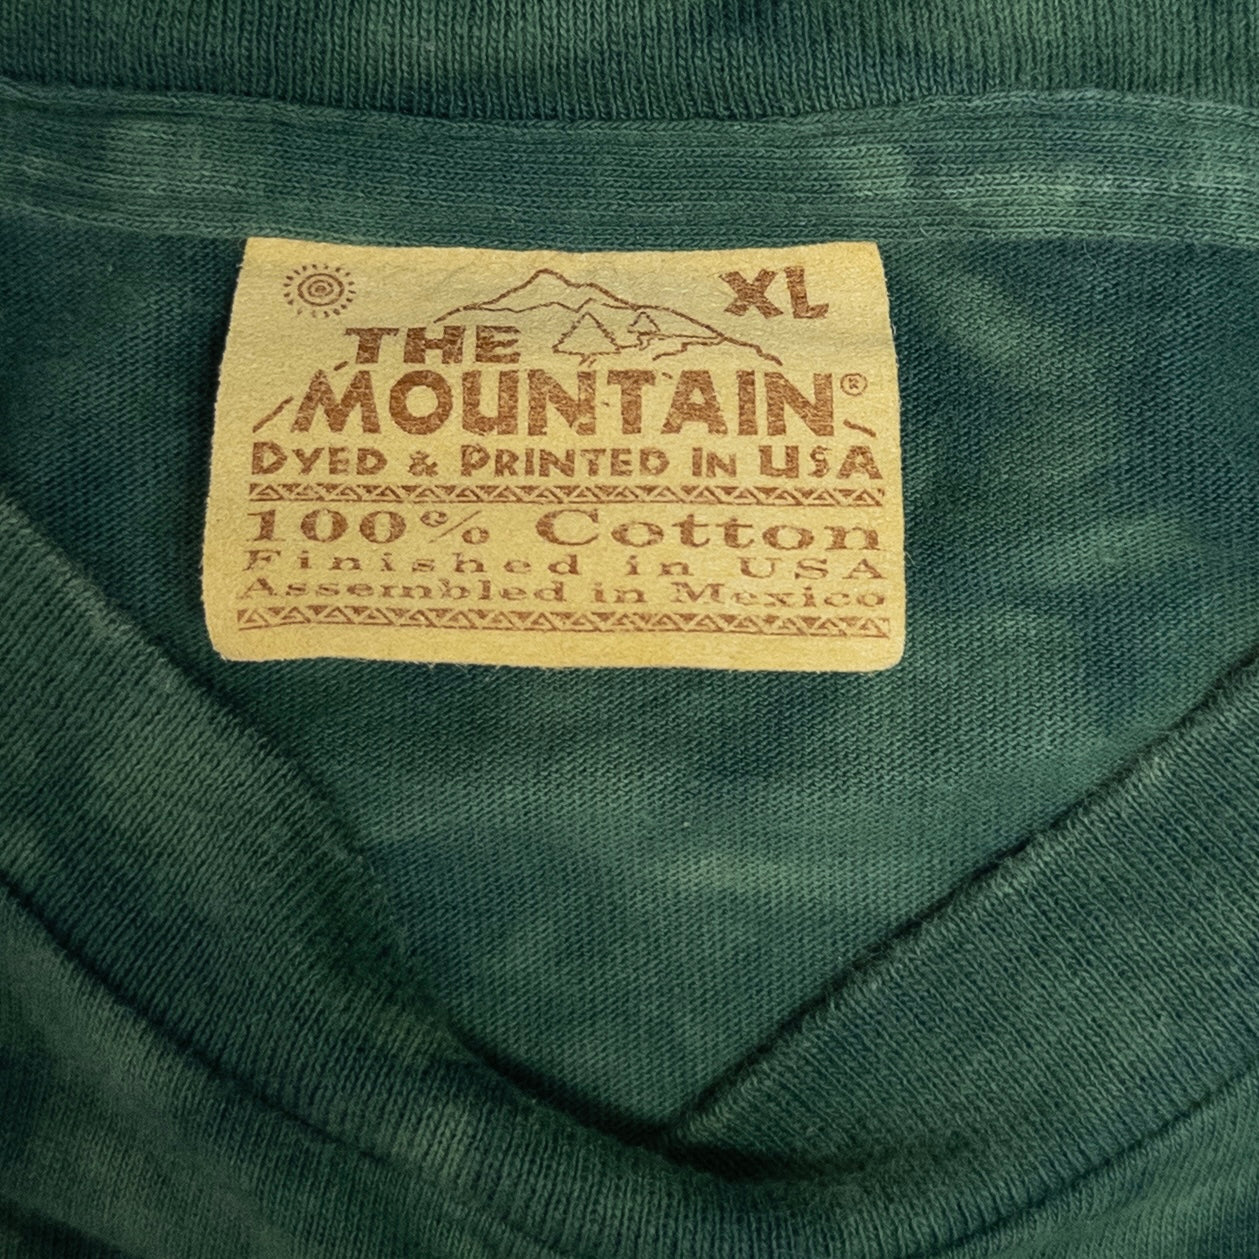 XL
THE
MOUNTAIN®
DYED & PRINTED IN USA
100% Cotton
Finished in USA
Assembled in Mexico